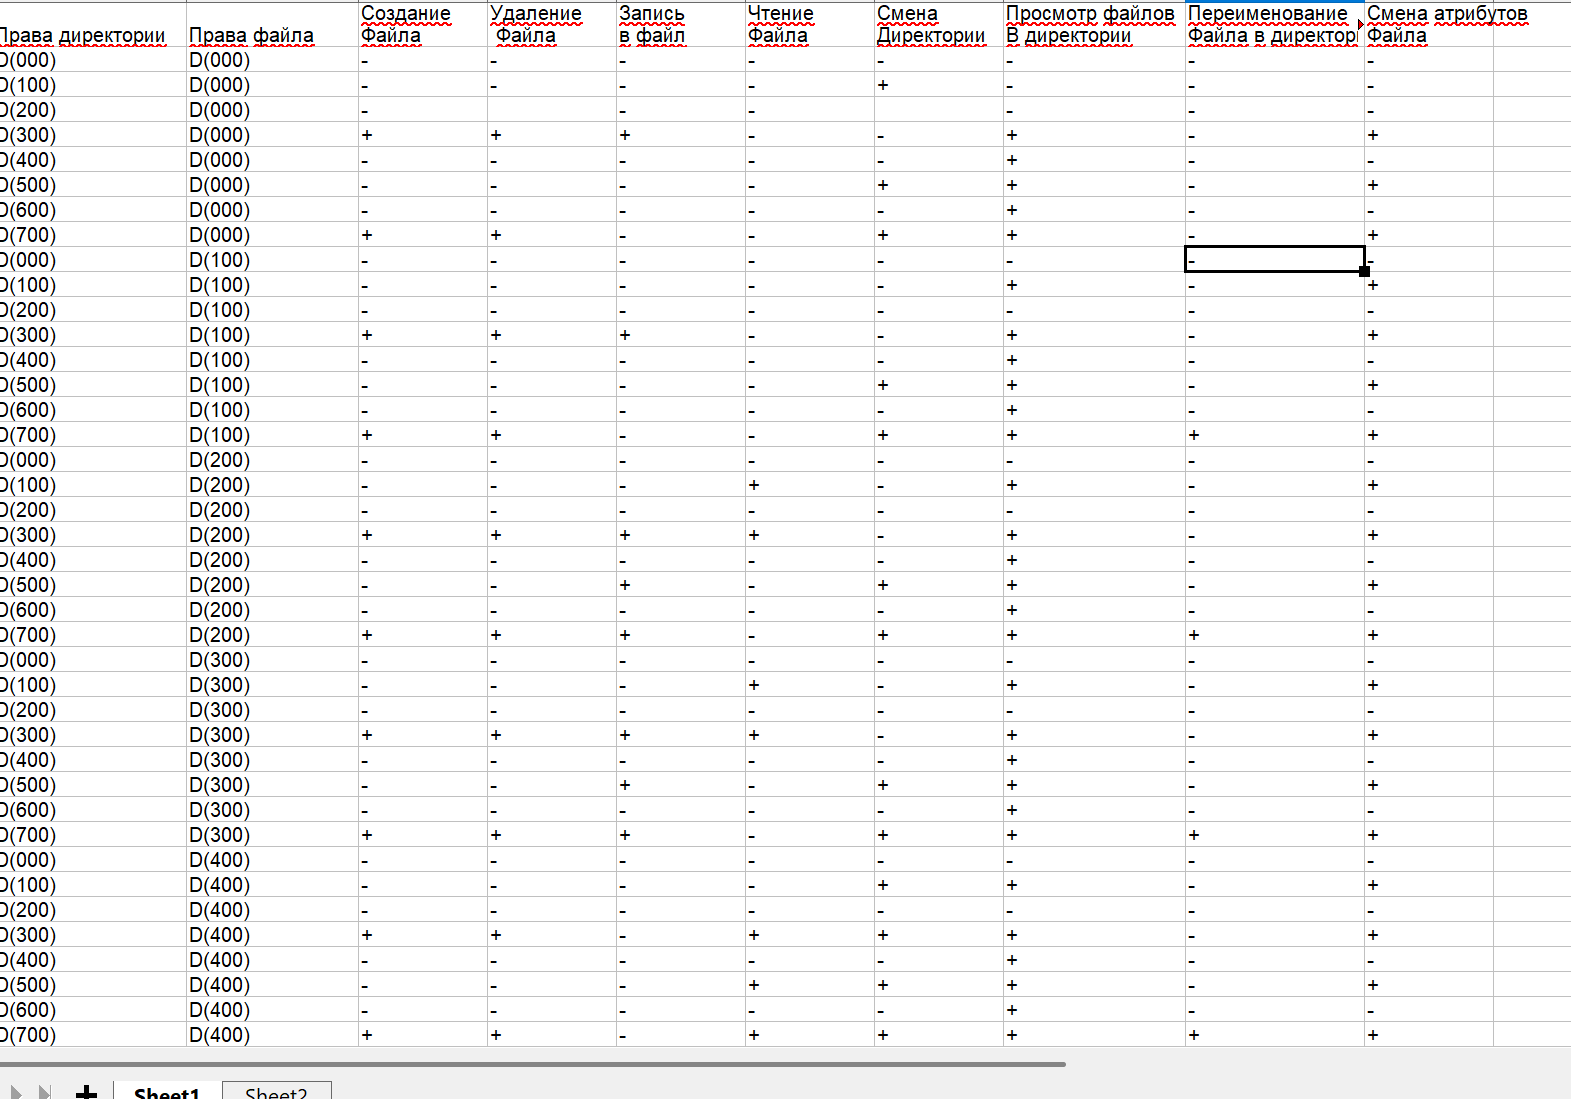 Создание Удаление Запись Чтение Смена Просмотр файлов Переименование Смена атрибутов
Права директории Права файла Файла Файла в файл Файла Директории В директории Файла в директор Файла
D(000) D(000) - - - - - - - -
D(100) D(000) - - - - + - - -
D(200) D(000) - - - - - -
D(300) D(000) + + + - - + - +
D(400) D(000) - - - - - + - -
D(500) D(000) - - - - + + - +
D(600) D(000) - - - - - + - -
D(700) D(000) + + - - + + - +
D(000) D(100) - - - - - - - -
D(100) D(100) - - - - - + - +
D(200) D(100) - - - - - - - -
D(300) D(100) + + + - - + - +
D(400) D(100) - - - - - + - -
D(500) D(100) - - - - + + - +
D(600) D(100) - - - - - + - -
D(700) D(100) + + - - + + + +
D(000) D(200) - - - - - - - -
D(100) D(200) - - - + - + - +
D(200) D(200) - - - - - - - -
D(300) D(200) + + + + - + - +
D(400) D(200) - - - - - + - -
D(500) D(200) - - + - + + - +
D(600) D(200) - - - - - + - -
D(700) D(200) + + + - + + + +
D(000) D(300) - - - - - - - -
D(100) D(300) - - - + - + - +
D(200) D(300) - - - - - - - -
D(300) D(300) + + + + - + - +
D(400) D(300) - - - - - + - -
D(500) D(300) - - + - + + - +
D(600) D(300) - - - - - + - -
D(700) D(300) + + + - + + + +
D(000) D(400) - - - - - - - -
D(100) D(400) - - - - + + - +
D(200) D(400) - - - - - - - -
D(300) D(400) + + - + + + - +
D(400) D(400) - - - - - + - -
D(500) D(400) - - - + + + - +
D(600) D(400) - - - - - + - -
D(700) D(400) + + - + + + + +
Sheet1 Sheet2